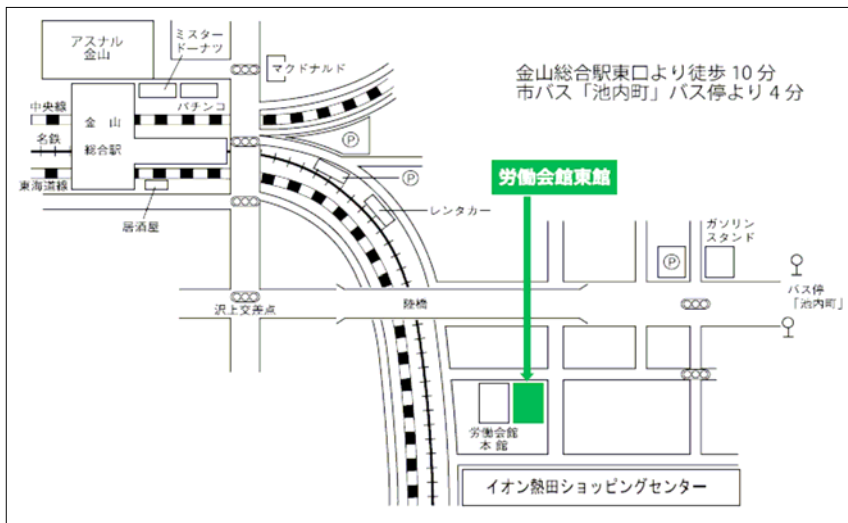 アスナル
金山
ミスター
ドーナツ
マクドナルド
金山総合駅東口より徒歩 10 分
市バス「池内町」バス停より 4 分
中央線
パチンコ
金 山
名鉄
総合駅
P
東海道線
P
労働会館東館
居酒屋
レンタカー
ガソリン
スタンド
P
バス停
「池内町」
沢上交差点
陸橋
労働会館
本 館
イオン熱田ショッピングセンター